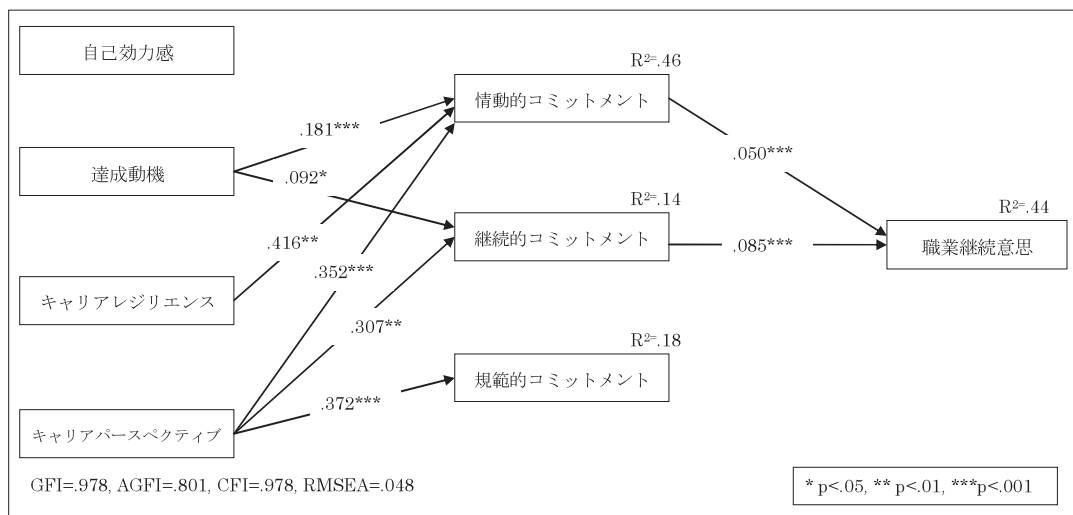 自己効力感
R²=.46
情動的コミットメント
.181***
.050***
達成動機
.092*
R²=.14
R²=.44
継続的コミットメント
.085***
職業継続意思
.416**
.352***
キャリアレジリエンス
.307**
R²=.18
規範的コミットメント
.372***
キャリアパースペクティブ
GFI=.978, AGFI=.801, CFI=.978, RMSEA=.048
* p<.05, ** p<.01, ***p<.001